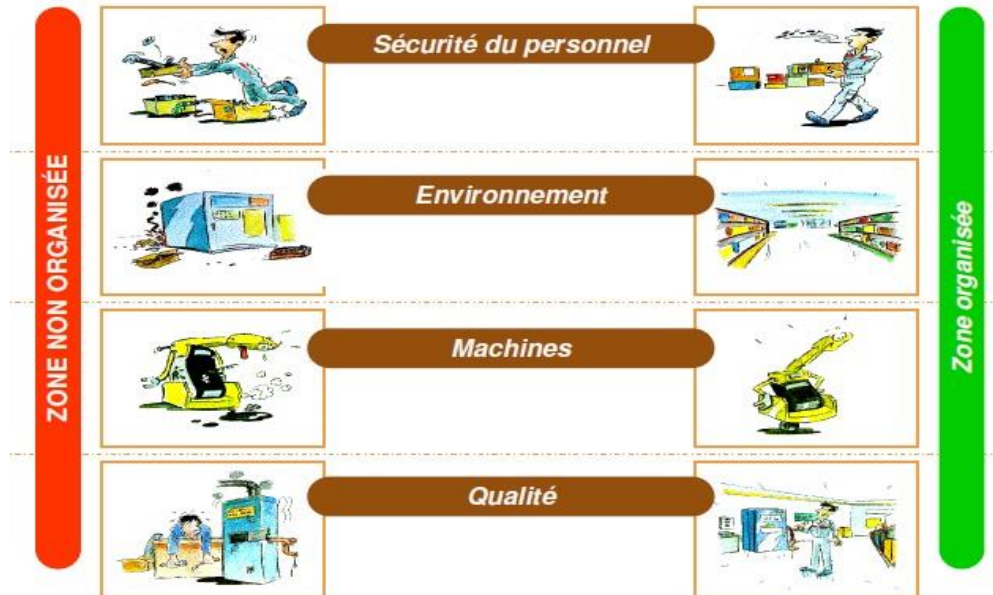 ZONE NON ORGANISÉE
Sécurité du personnel
Environnement
Machines
Qualité
Zone organisée